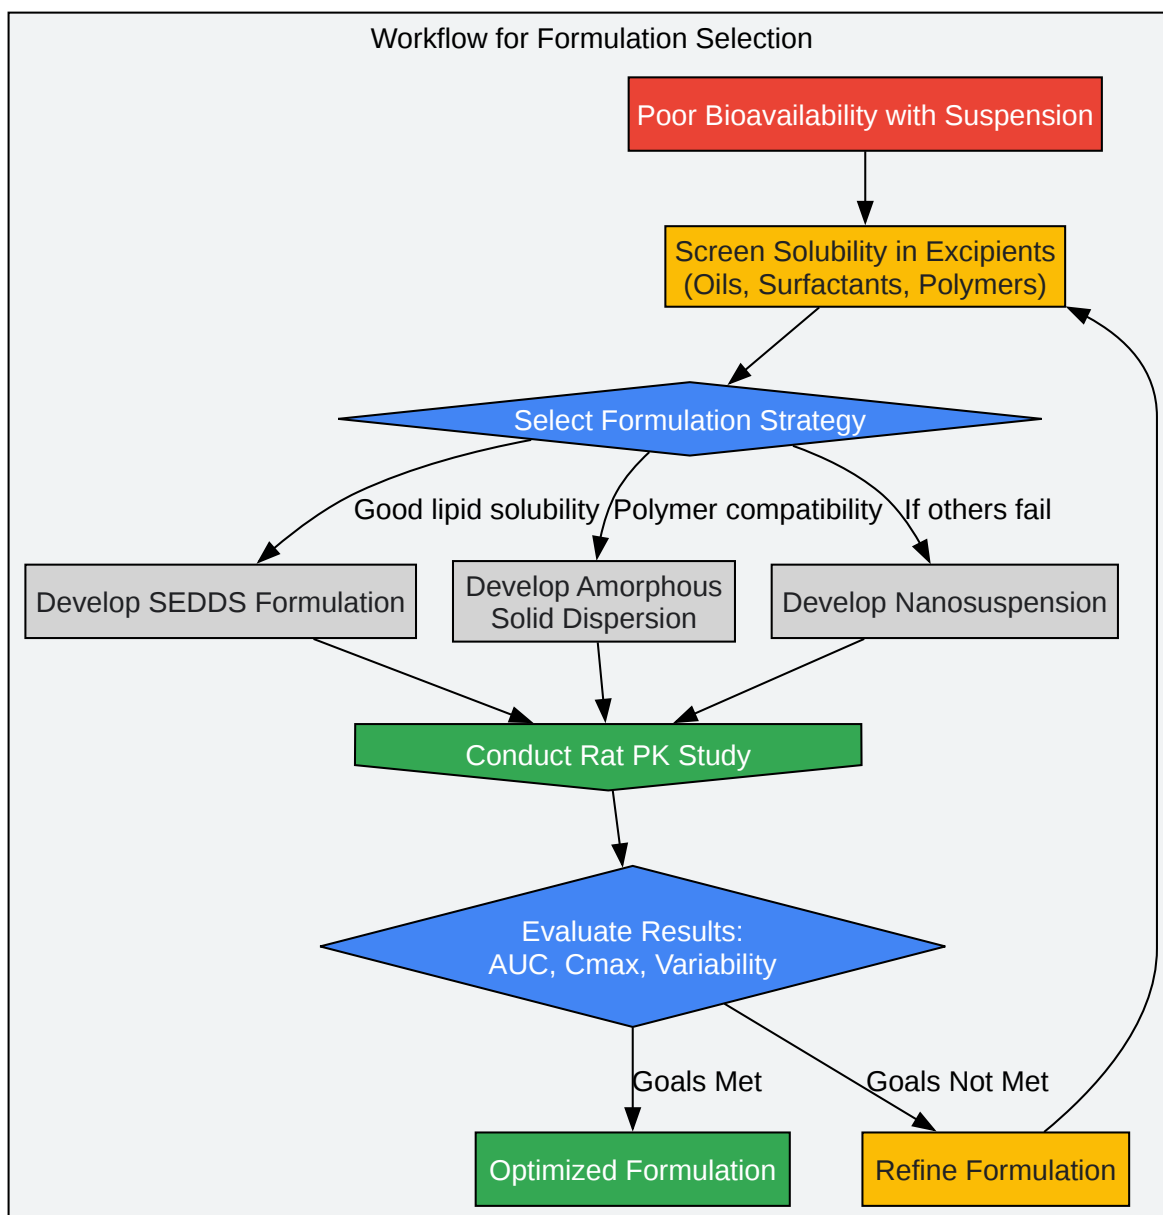 Workflow for Formulation Selection
Poor Bioavailability with Suspension
Screen Solubility in Excipients
(Oils, Surfactants, Polymers)
Select Formulation Strategy
Good lipid solubility
Polymer compatibility
If others fail
Develop SEDDS Formulation
Develop Amorphous
Solid Dispersion
Develop Nanosuspension
Conduct Rat PK Study
Evaluate Results:
AUC, Cmax, Variability
Goals Met
Goals Not Met
Optimized Formulation
Refine Formulation